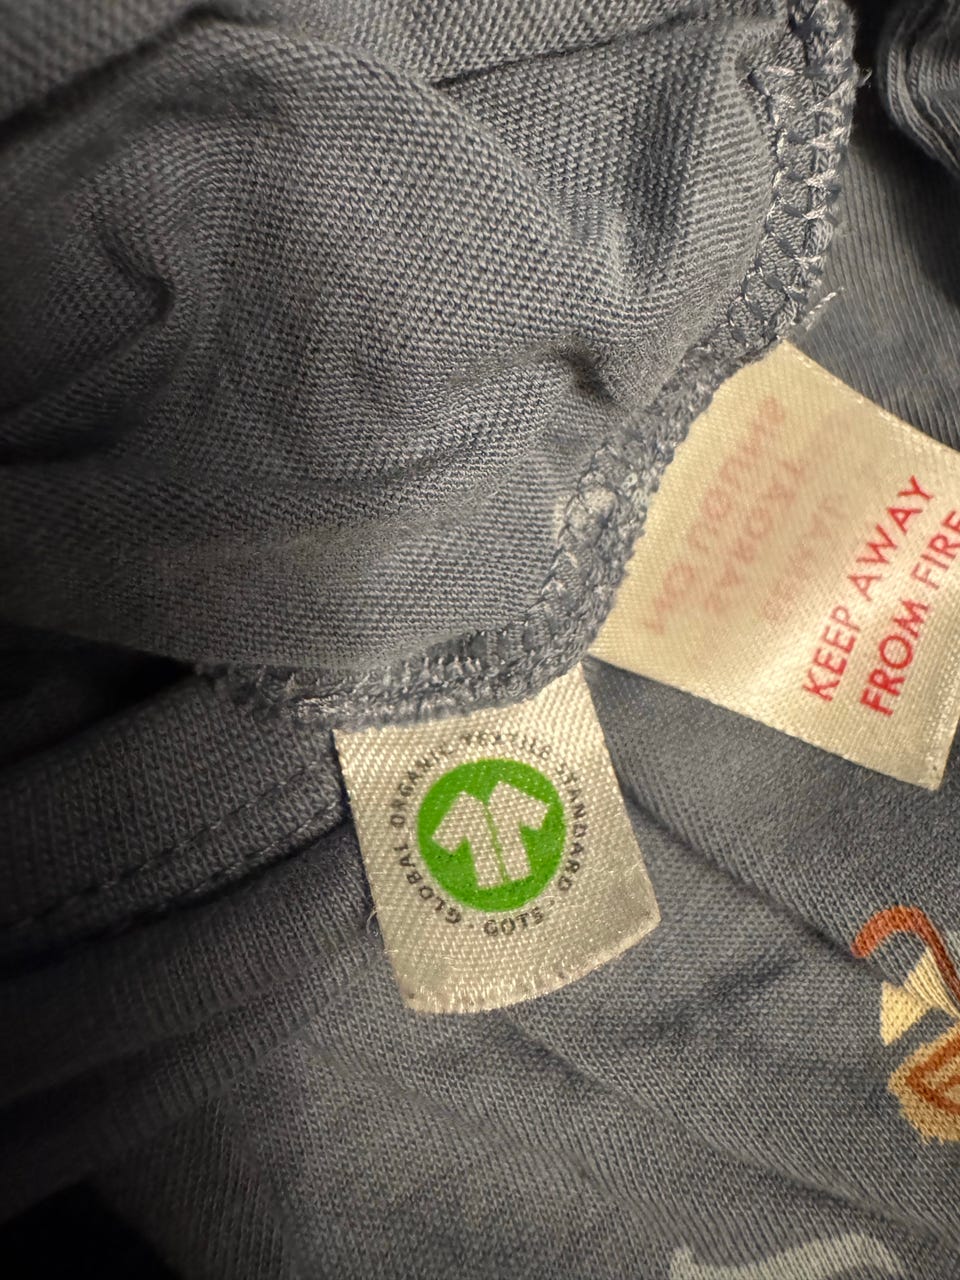 GLOBAL ORGANIC TEXTILE STANDARD · GOTS ·
KEEP AWAY
FROM FIRE